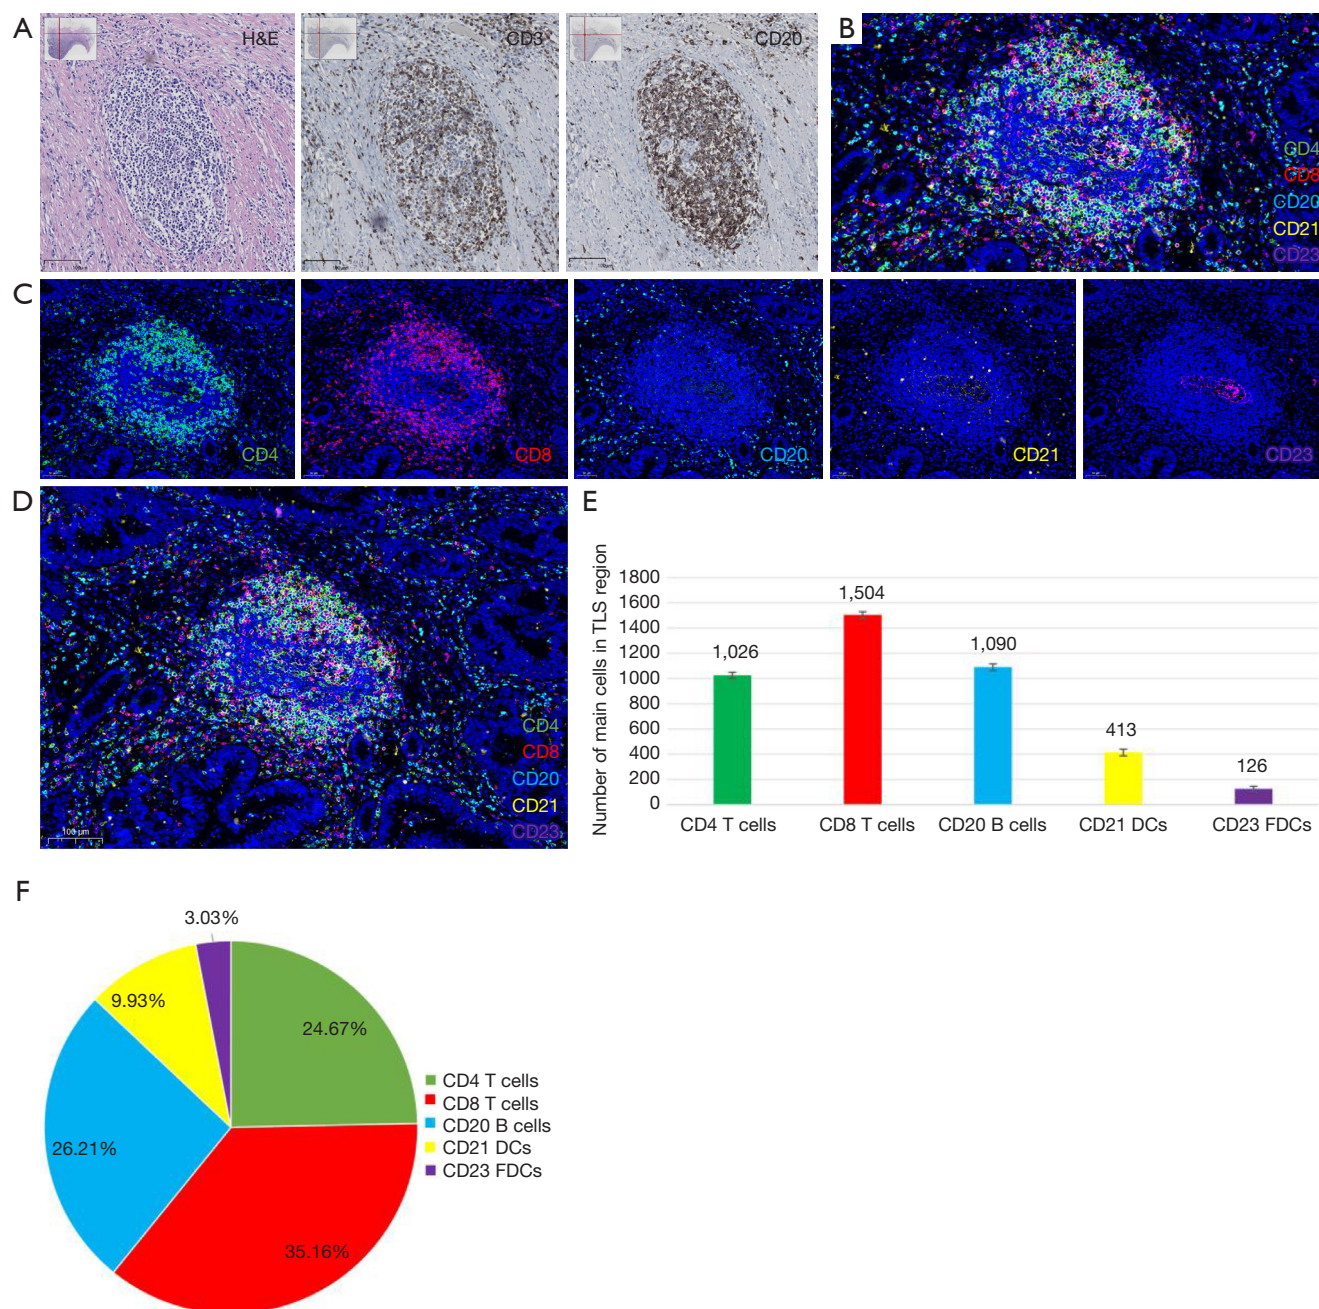 A
H&E
CD3
CD20
B
CD4
CD8
CD20
CD21
CD23
C
CD4
CD8
CD20
CD21
CD23
D
CD4
CD8
CD20
CD21
CD23
100 μm
E
Number of main cells in TLS region
1800
1600
1400
1200
1000
800
600
400
200
0
1,026
1,504
1,090
413
126
CD4 T cells
CD8 T cells
CD20 B cells
CD21 DCs
CD23 FDCs
F
3.03%
9.93%
24.67%
26.21%
35.16%
CD4 T cells
CD8 T cells
CD20 B cells
CD21 DCs
CD23 FDCs